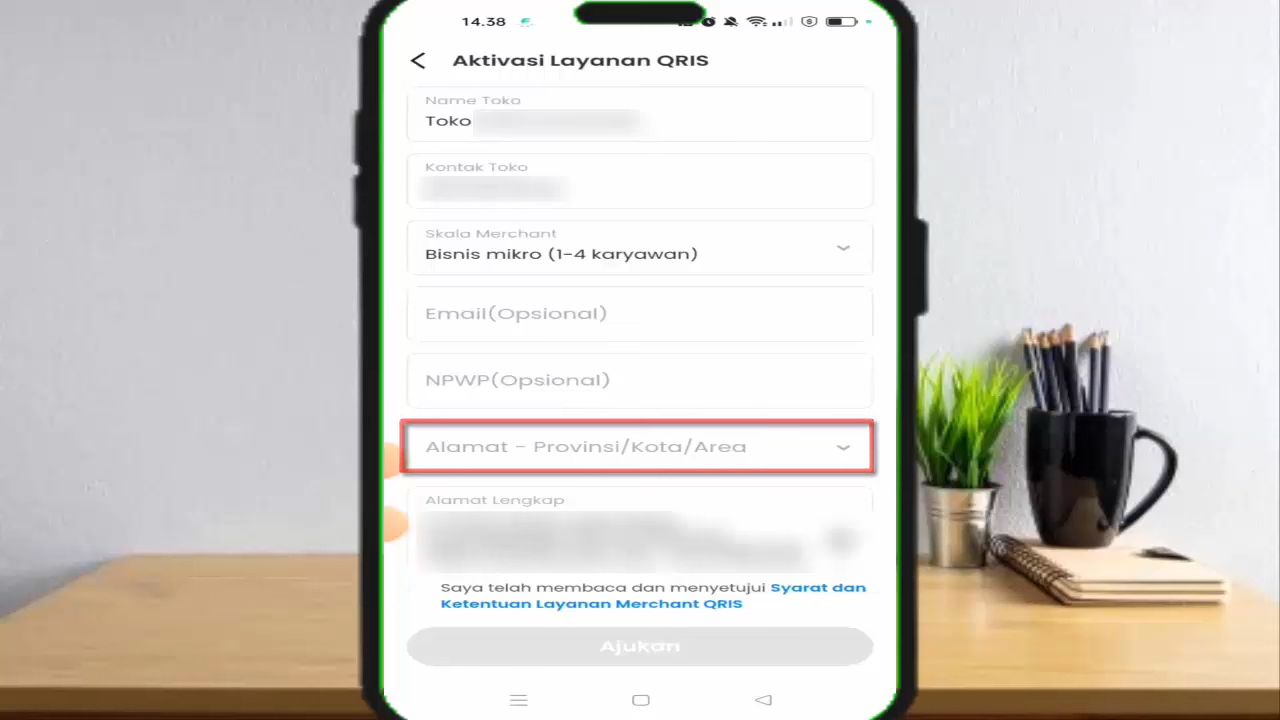 14.38
Aktivasi Layanan QRIS
Name Toko
Toko
Kontak Toko
Skala Merchant
Bisnis mikro (1-4 karyawan)
Email(Opsional)
NPWP(Opsional)
Alamat - Provinsi/Kota/Area
Alamat Lengkap
Saya telah membaca dan menyetujui Syarat dan
Ketentuan Layanan Merchant QRIS
Ajukan